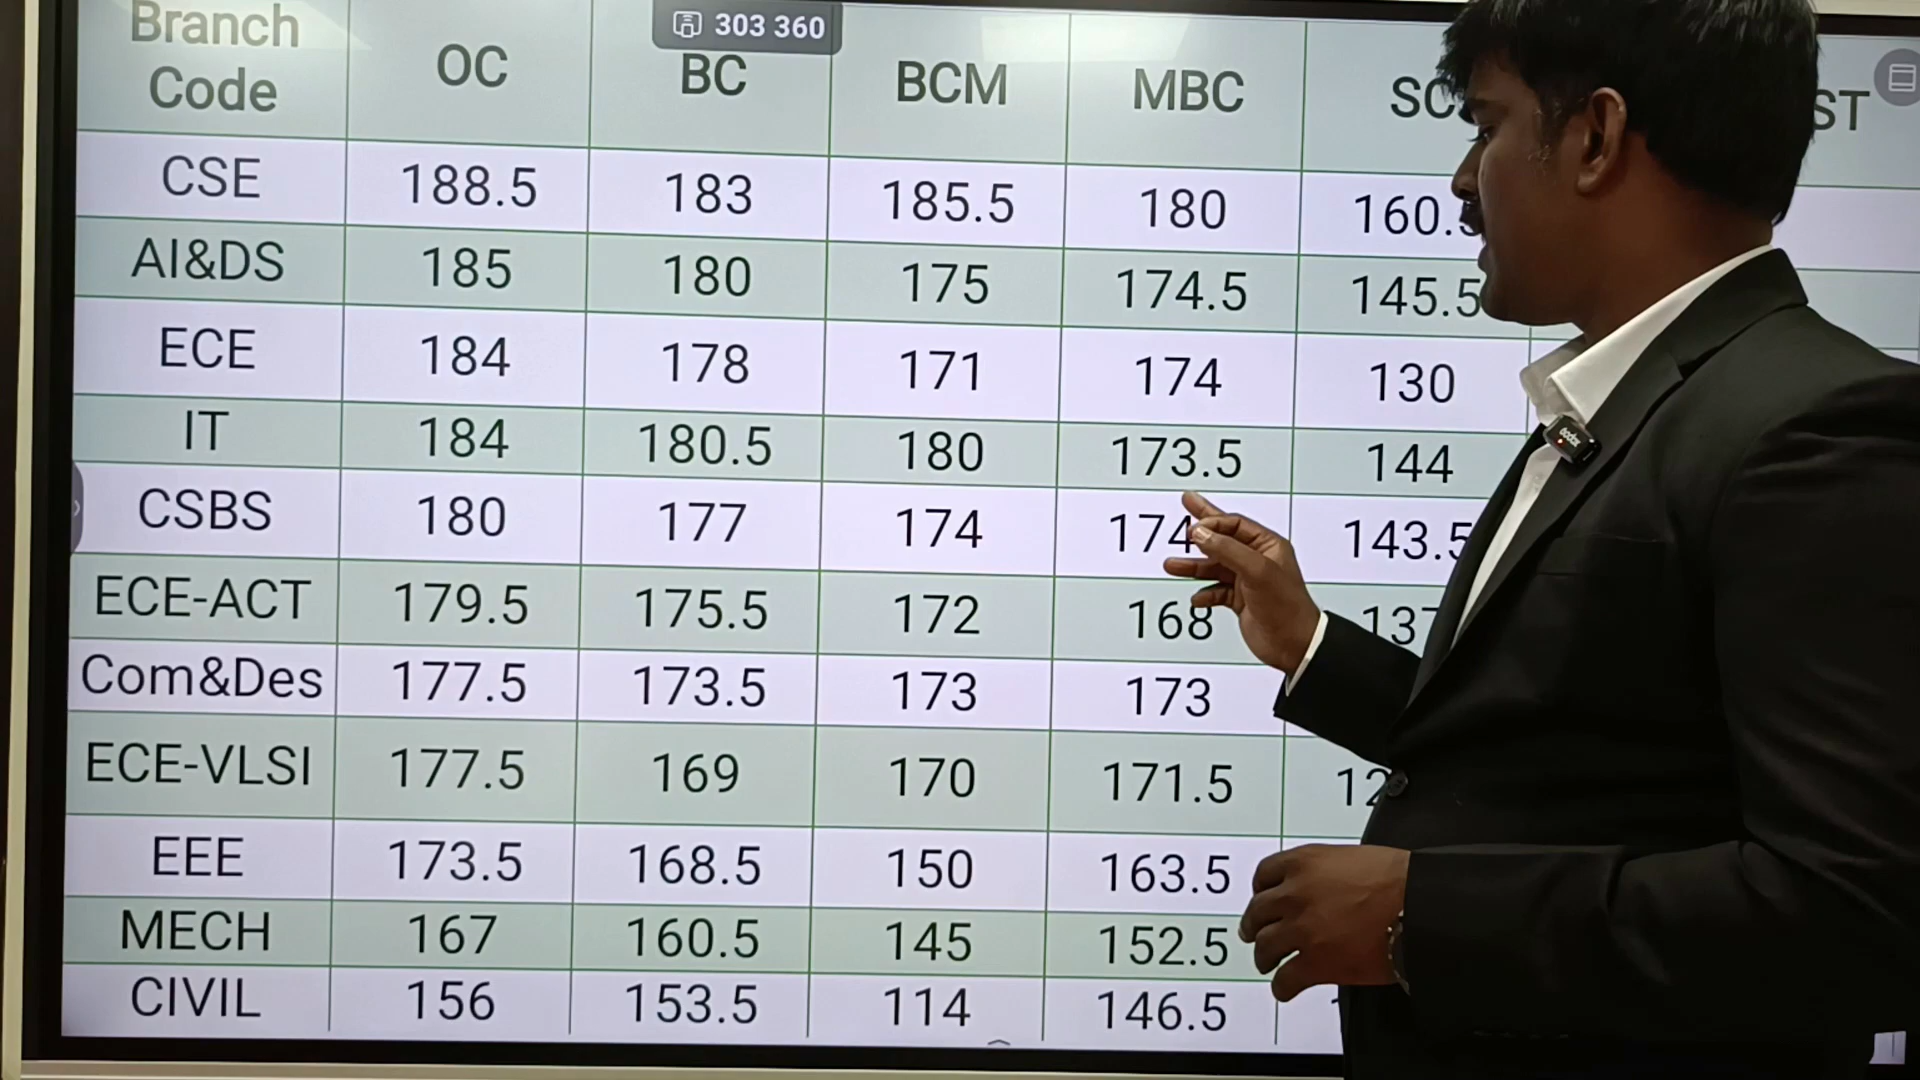 303 360
Branch Code OC BC BCM MBC SC ST
CSE 188.5 183 185.5 180 160.5
AI&DS 185 180 175 174.5 145.5
ECE 184 178 171 174 130
IT 184 180.5 180 173.5 144
CSBS 180 177 174 174 143.5
ECE-ACT 179.5 175.5 172 168
Com&Des 177.5 173.5 173 173
ECE-VLSI 177.5 169 170 171.5
EEE 173.5 168.5 150 163.5
MECH 167 160.5 145 152.5
CIVIL 156 153.5 114 146.5
Godox